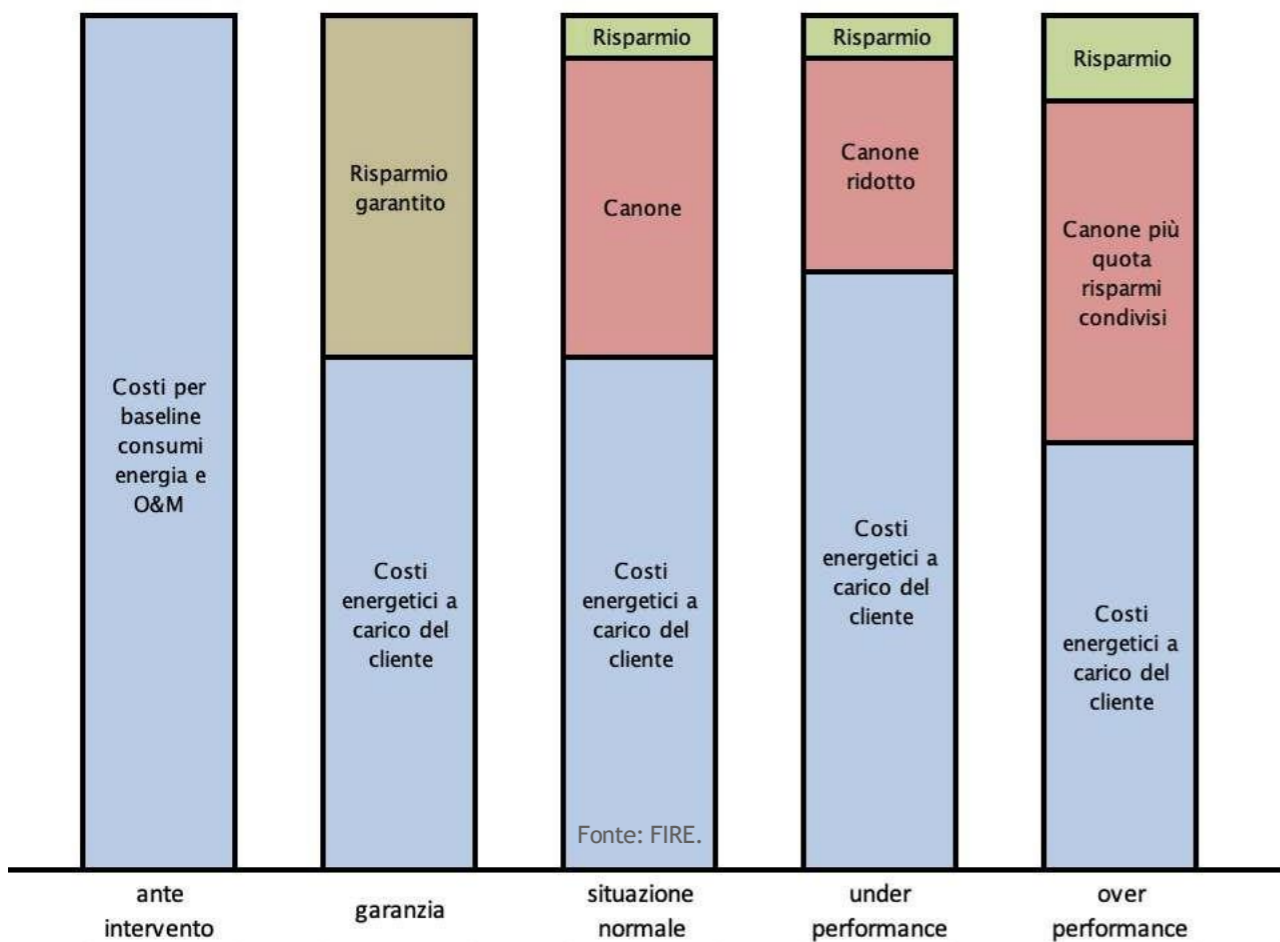 Costi per
baseline
consumi
energia e
O&M
ante
intervento
Risparmio
garantito
Costi
energetici a
carico del
cliente
garanzia
Risparmio
Canone
Costi
energetici a
carico del
cliente
Fonte: FIRE.
situazione
normale
Risparmio
Canone
ridotto
Costi
energetici a
carico del
cliente
under
performance
Risparmio
Canone più
quota
risparmi
condivisi
Costi
energetici a
carico del
cliente
over
performance